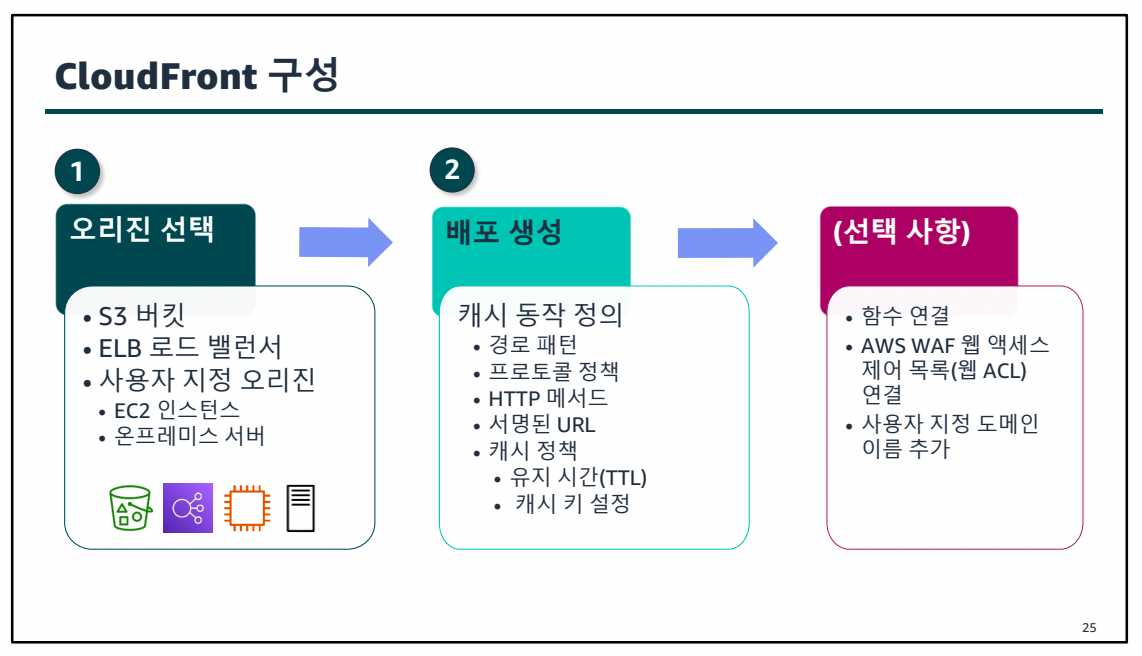 CloudFront 구성
1
오리진 선택
• S3 버킷
• ELB 로드 밸런서
• 사용자 지정 오리진
• EC2 인스턴스
• 온프레미스 서버
2
배포 생성
캐시 동작 정의
• 경로 패턴
• 프로토콜 정책
• HTTP 메서드
• 서명된 URL
• 캐시 정책
• 유지 시간(TTL)
• 캐시 키 설정
(선택 사항)
• 함수 연결
• AWS WAF 웹 액세스
제어 목록(웹 ACL)
연결
• 사용자 지정 도메인
이름 추가
25